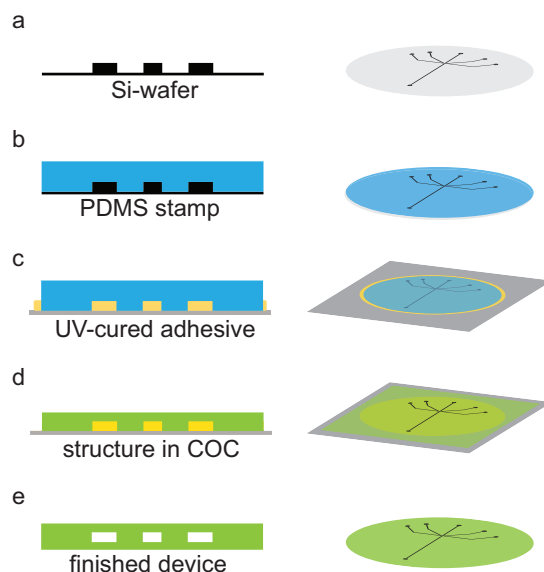 a
Si-wafer
b
PDMS stamp
c
UV-cured adhesive
d
structure in COC
e
finished device